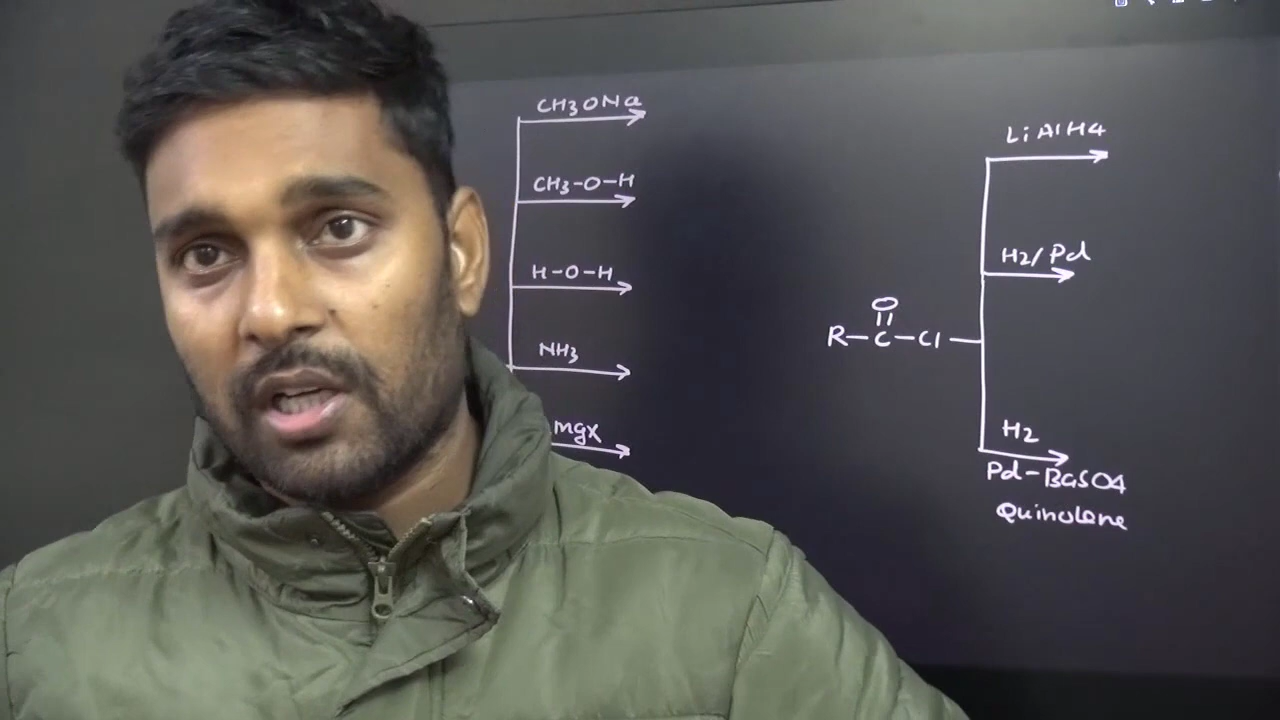 CH3ONa
CH3-O-H
H-O-H
NH3
mgx
LiAlH4
H2/Pd
O
R-C-Cl
H2
Pd-BaSO4
Quinolene